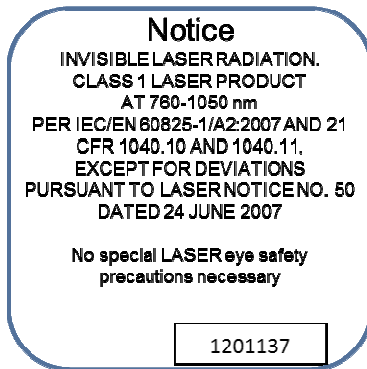 Notice
INVISIBLE LASER RADIATION.
CLASS 1 LASER PRODUCT
AT 760-1050 nm
PER IEC/EN 60825-1/A2:2007 AND 21
CFR 1040.10 AND 1040.11,
EXCEPT FOR DEVIATIONS
PURSUANT TO LASER NOTICE NO. 50
DATED 24 JUNE 2007
No special LASER eye safety
precautions necessary
1201137